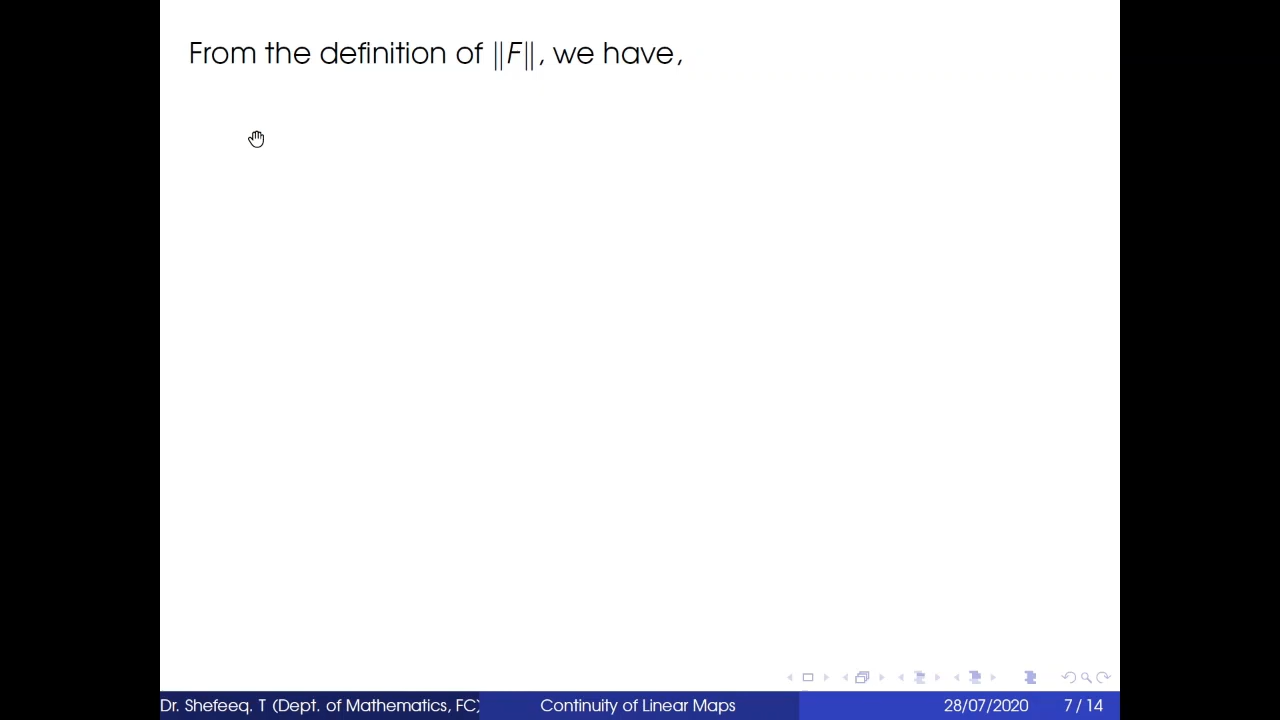 From the definition of ‖F‖, we have,
Dr. Shefeeq. T (Dept. of Mathematics, FC) Continuity of Linear Maps 28/07/2020 7 / 14